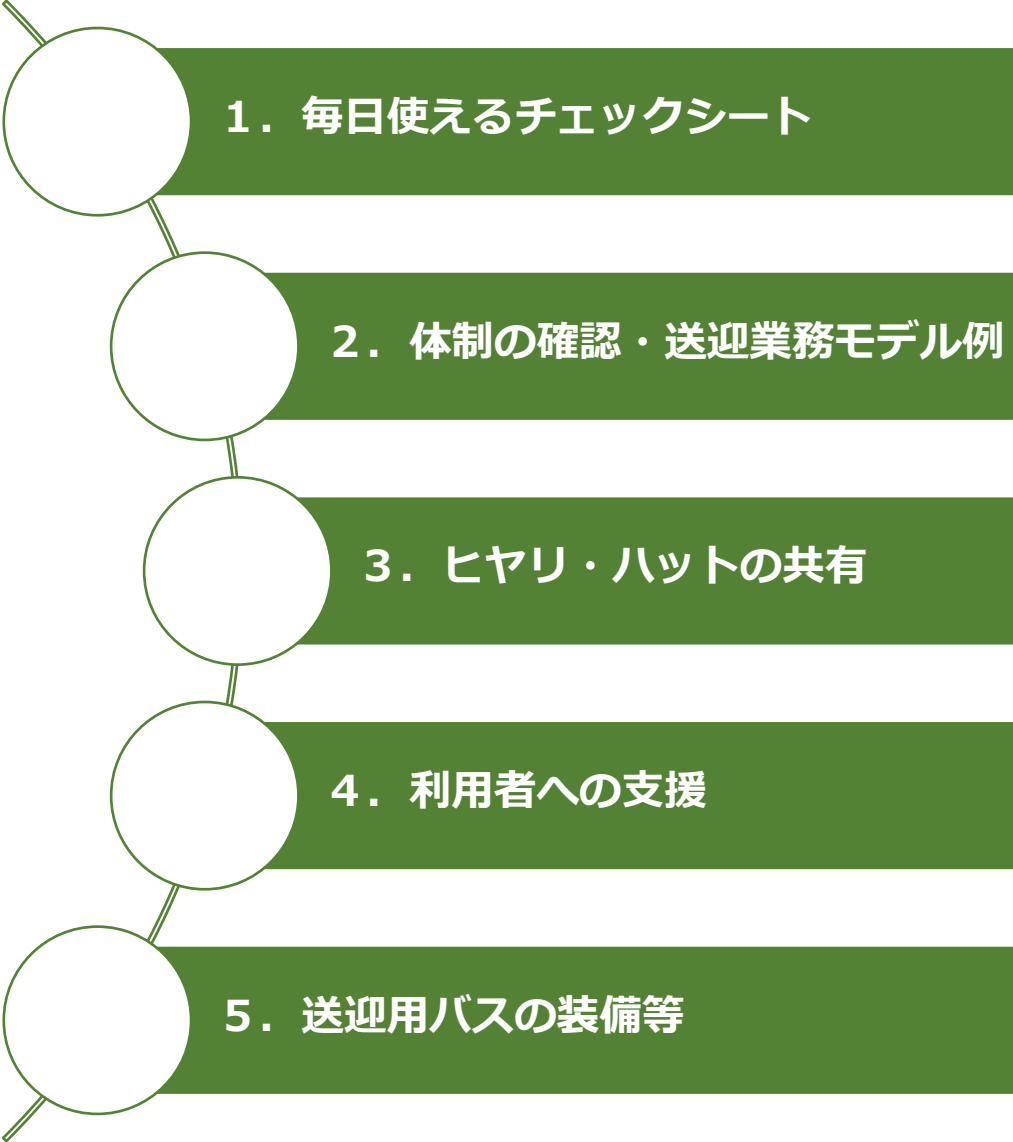 １．毎日使えるチェックシート
２．体制の確認・送迎業務モデル例
３．ヒヤリ・ハットの共有
４．利用者への支援
５．送迎用バスの装備等